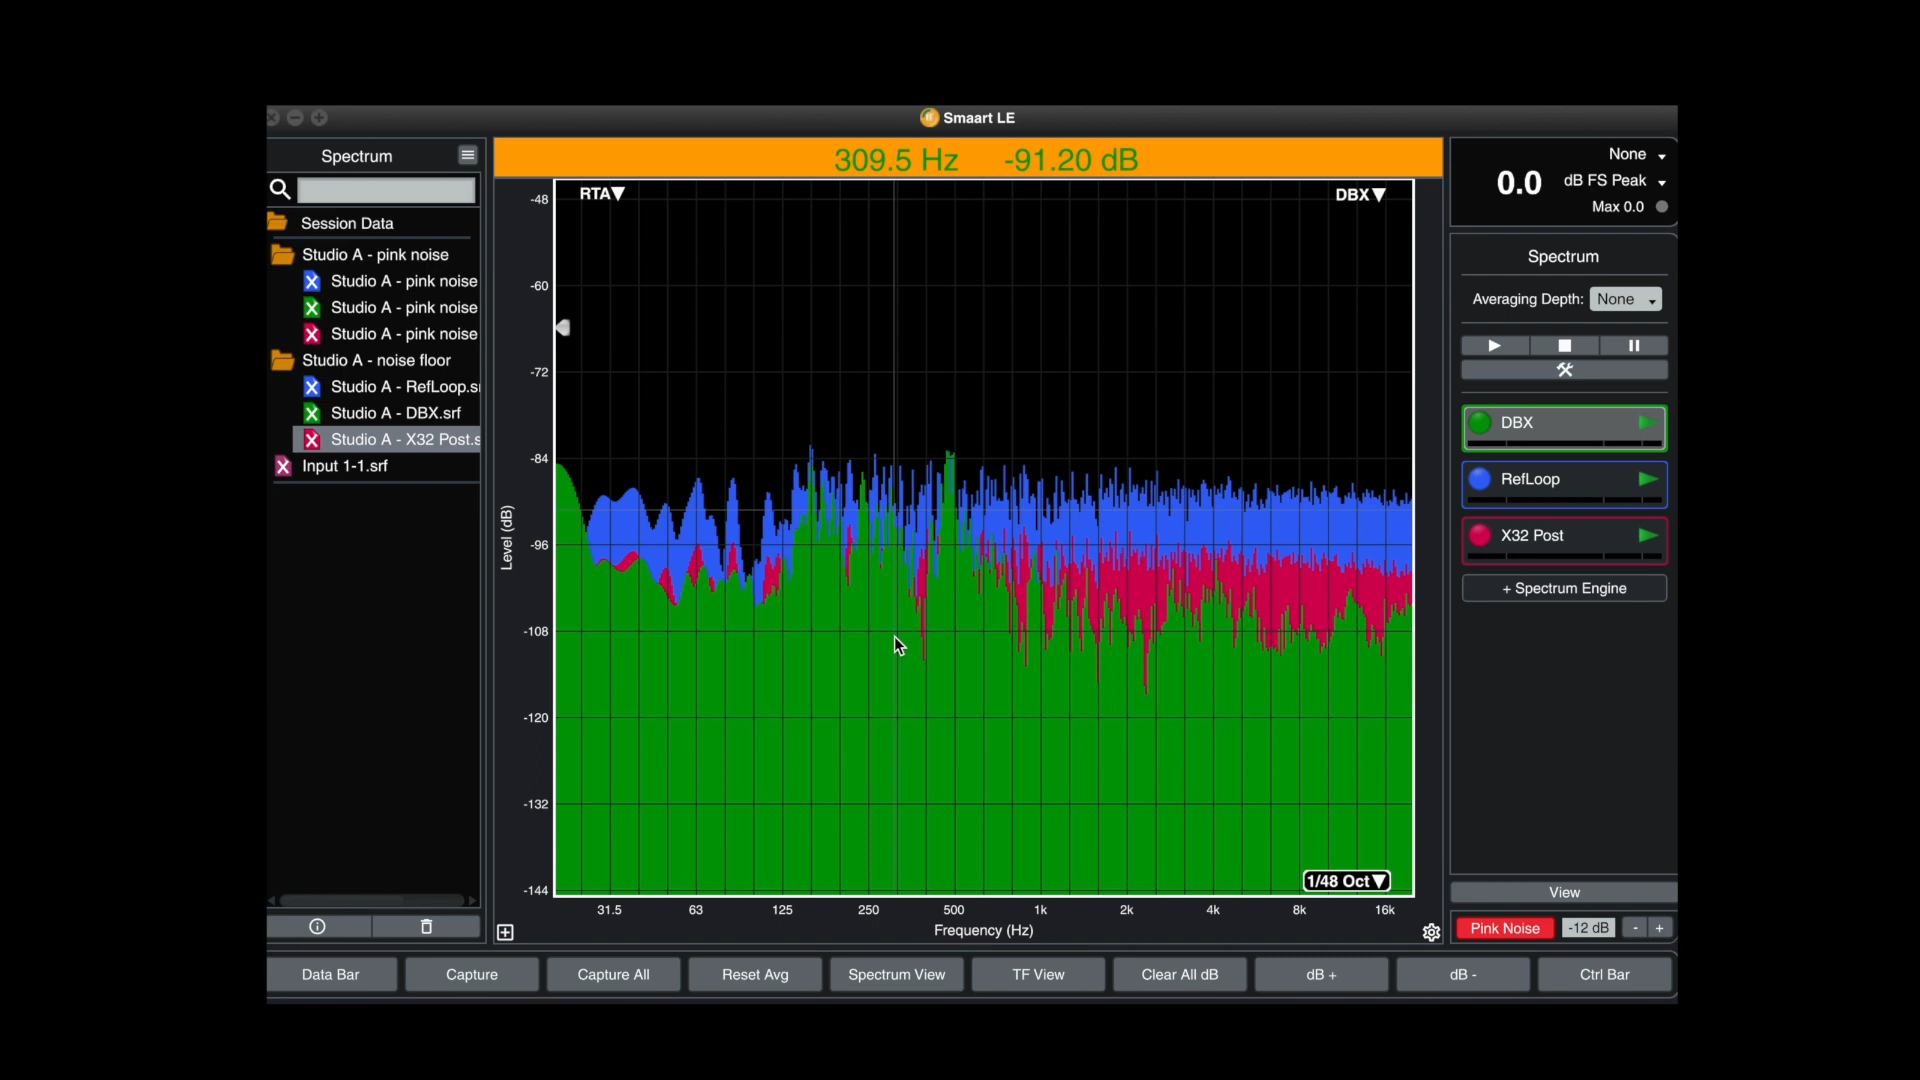 Smaart LE
Spectrum
Session Data
Studio A - pink noise
Studio A - pink noise
Studio A - pink noise
Studio A - pink noise
Studio A - noise floor
Studio A - RefLoop.s
Studio A - DBX.srf
Studio A - X32 Post.s
Input 1-1.srf
309.5 Hz -91.20 dB
RTA▼ DBX▼
-48
-60
-72
-84
-96
-108
-120
-132
-144
Level (dB)
1/48 Oct▼
31.5 63 125 250 500 1k 2k 4k 8k 16k
Frequency (Hz)
None
0.0 dB FS Peak
Max 0.0
Spectrum
Averaging Depth: None
DBX
RefLoop
X32 Post
+ Spectrum Engine
View
Pink Noise -12 dB - +
Data Bar Capture Capture All Reset Avg Spectrum View TF View Clear All dB dB + dB - Ctrl Bar